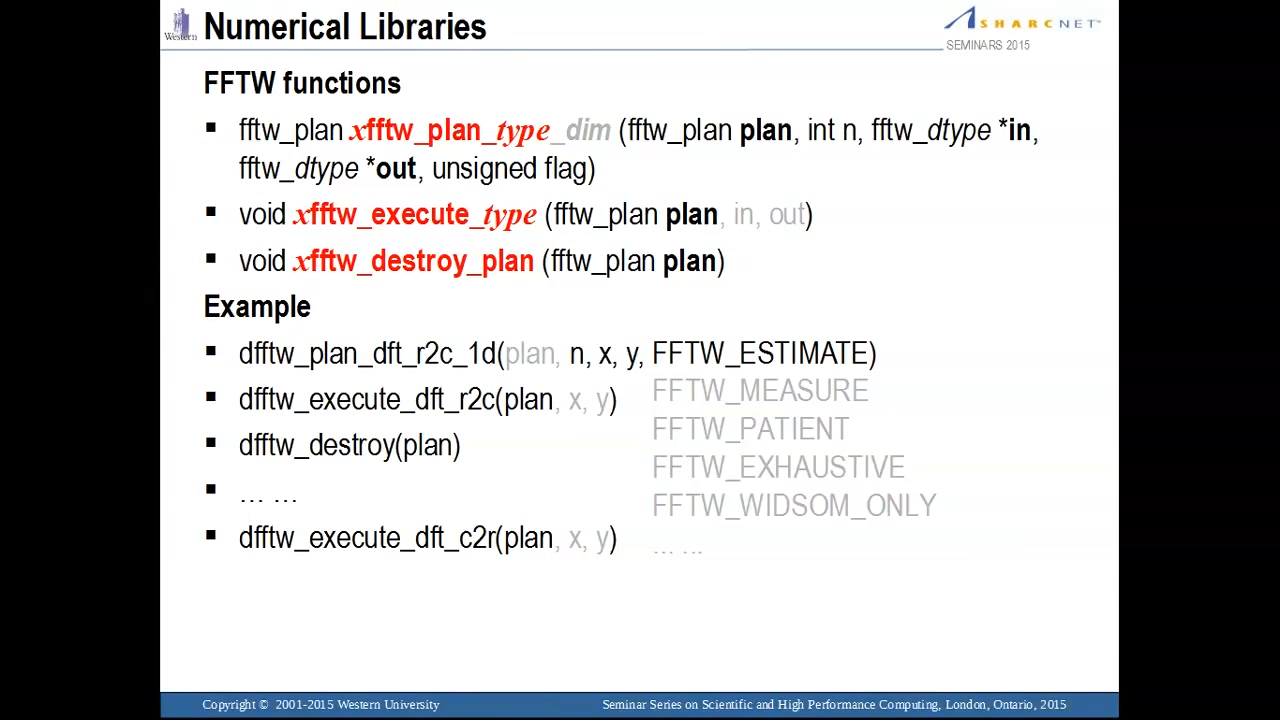 Western
Numerical Libraries
SHARCNET™
SEMINARS 2015
FFTW functions
▪ fftw_plan xfftw_plan_type_dim (fftw_plan plan, int n, fftw_dtype *in,
fftw_dtype *out, unsigned flag)
▪ void xfftw_execute_type (fftw_plan plan, in, out)
▪ void xfftw_destroy_plan (fftw_plan plan)
Example
▪ dfftw_plan_dft_r2c_1d(plan, n, x, y, FFTW_ESTIMATE)
FFTW_MEASURE
▪ dfftw_execute_dft_r2c(plan, x, y)
FFTW_PATIENT
▪ dfftw_destroy(plan)
FFTW_EXHAUSTIVE
▪ … …
FFTW_WIDSOM_ONLY
▪ dfftw_execute_dft_c2r(plan, x, y)
… …
Copyright © 2001-2015 Western University
Seminar Series on Scientific and High Performance Computing, London, Ontario, 2015